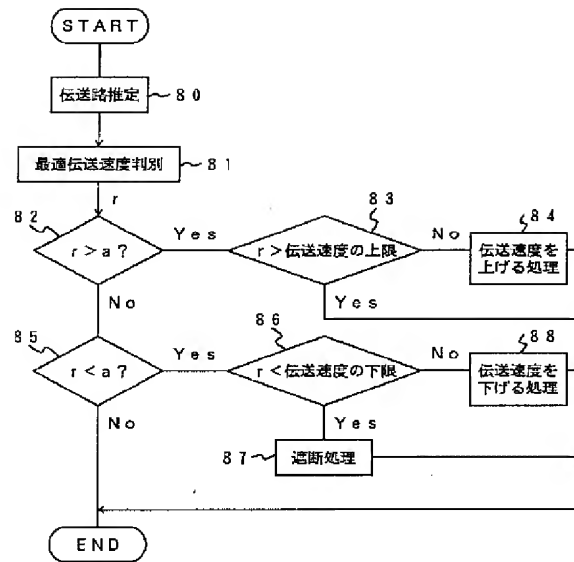 START
伝送路推定
80
最適伝送速度判別
81
r
82
r＞a？
Yes
83
r＞伝送速度の上限
No
84
伝送速度を
上げる処理
No
Yes
85
r＜a？
Yes
86
r＜伝送速度の下限
No
88
伝送速度を
下げる処理
No
Yes
87
遮断処理
END